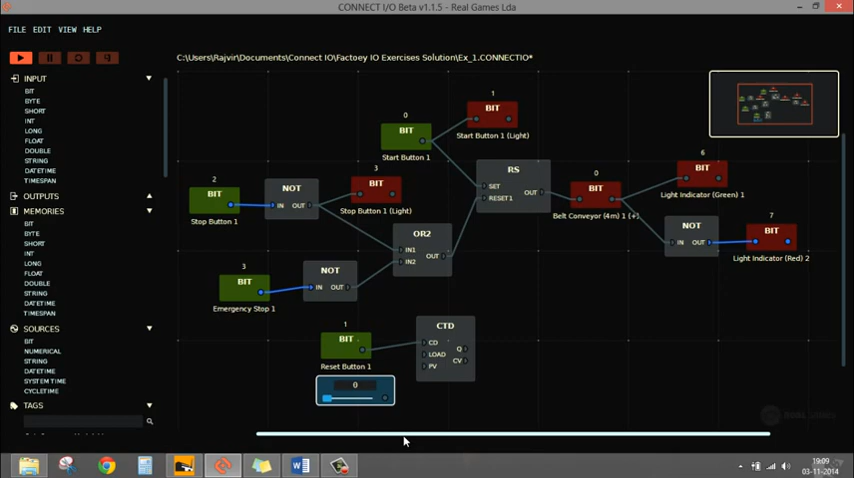 CONNECT I/O Beta v1.1.5 - Real Games Lda
FILE EDIT VIEW HELP
C:\Users\Rajvir\Documents\Connect IO\Factoey IO Exercises Solution\Ex_1.CONNECTIO*
INPUT
BIT
BYTE
SHORT
INT
LONG
FLOAT
DOUBLE
STRING
DATETIME
TIMESPAN
OUTPUTS
MEMORIES
BIT
BYTE
SHORT
INT
LONG
FLOAT
DOUBLE
STRING
DATETIME
TIMESPAN
SOURCES
BIT
NUMERICAL
STRING
DATETIME
SYSTEM TIME
CYCLETIME
TAGS
0
BIT
Start Button 1
1
BIT
Start Button 1 (Light)
2
BIT
Stop Button 1
NOT
IN OUT
3
BIT
Stop Button 1 (Light)
RS
SET
RESET1
OUT
0
BIT
Belt Conveyor (4m) 1 (+)
6
BIT
Light Indicator (Green) 1
NOT
IN OUT
7
BIT
Light Indicator (Red) 2
OR2
IN1
IN2
OUT
3
BIT
Emergency Stop 1
NOT
IN OUT
1
BIT
Reset Button 1
CTD
CD
LOAD
PV
Q
CV
0
REAL GAMES
19:09
03-11-2014